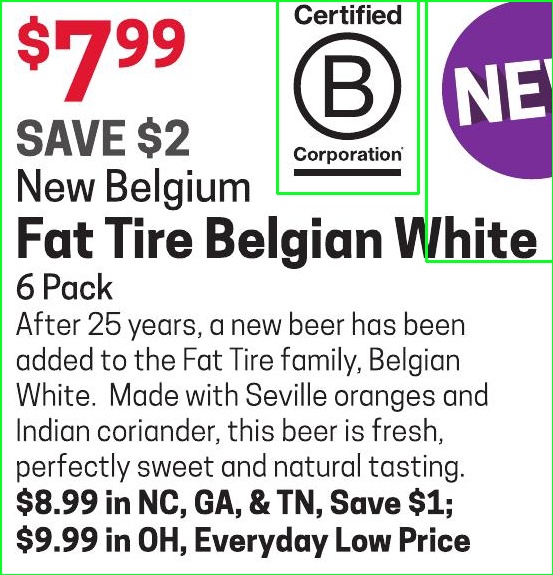 $7.99
SAVE $2
Certified
B
Corporation
NE
New Belgium
Fat Tire Belgian White
6 Pack
After 25 years, a new beer has been
added to the Fat Tire family, Belgian
White. Made with Seville oranges and
Indian coriander, this beer is fresh,
perfectly sweet and natural tasting.
$8.99 in NC, GA, & TN, Save $1;
$9.99 in OH, Everyday Low Price